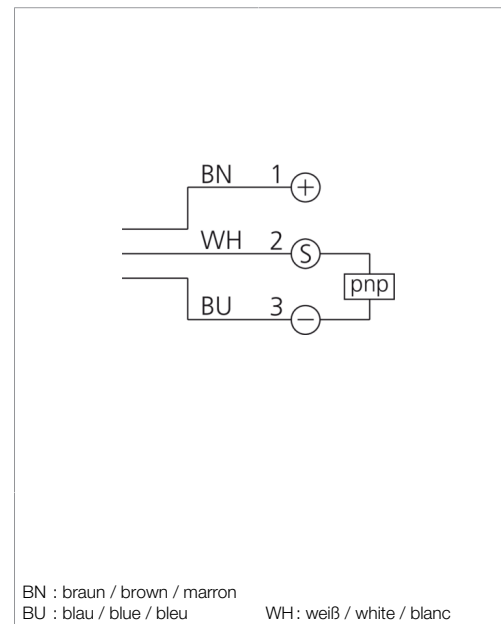 BN 1 +
WH 2 S
pnp
BU 3 −
BN : braun / brown / marron
BU : blau / blue / bleu WH : weiß / white / blanc